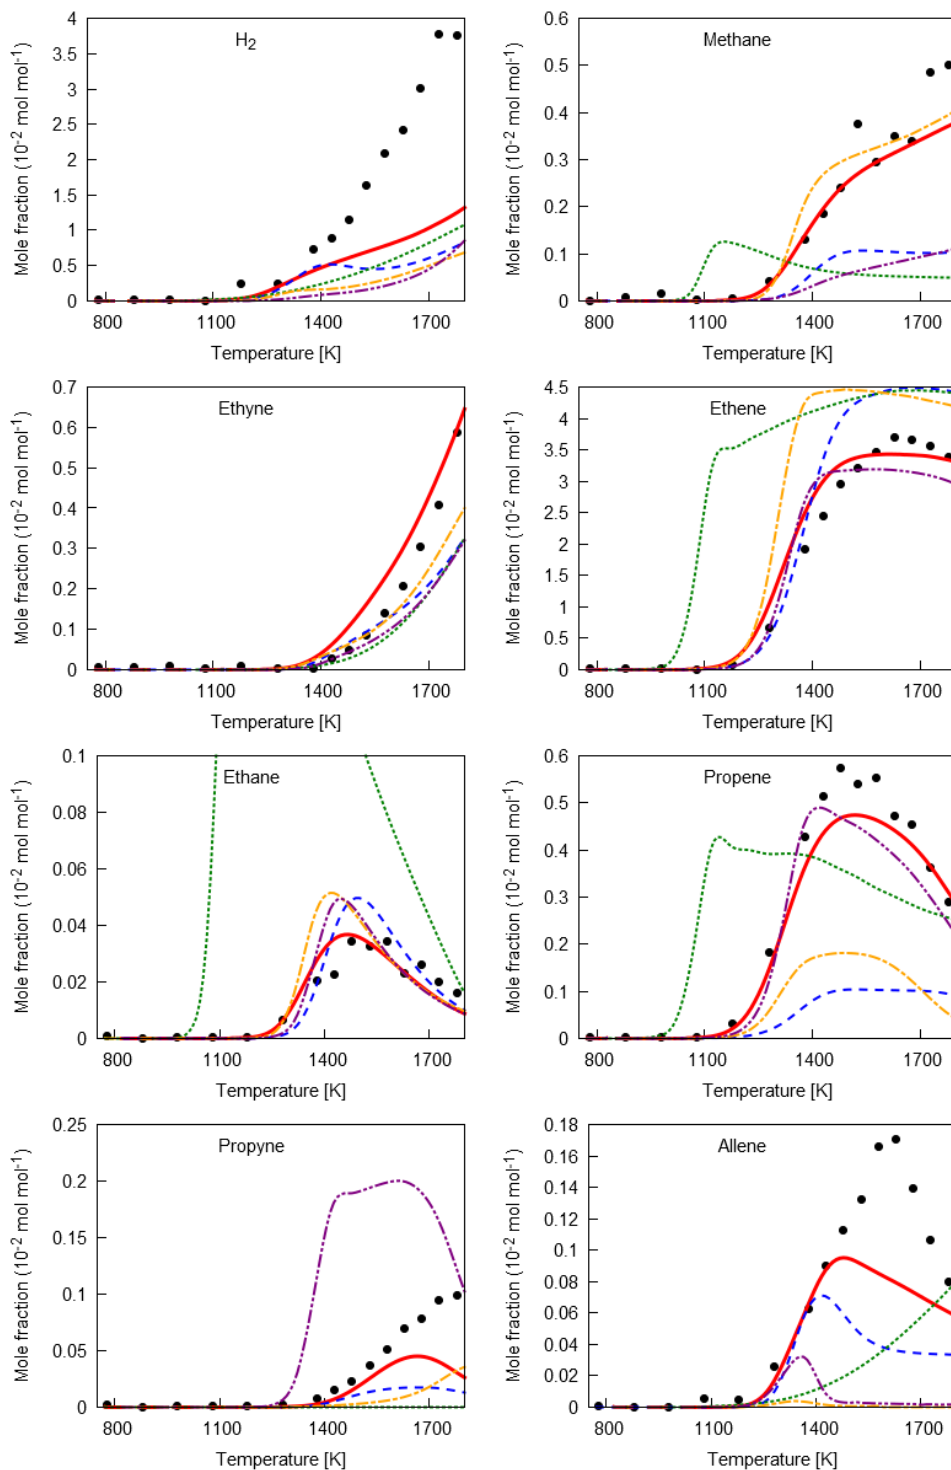 H2
Mole fraction (10-2 mol mol-1)
4
3.5
3
2.5
2
1.5
1
0.5
0
800 1100 1400 1700
Temperature [K]
Methane
Mole fraction (10-2 mol mol-1)
0.6
0.5
0.4
0.3
0.2
0.1
0
800 1100 1400 1700
Temperature [K]
Ethyne
Mole fraction (10-2 mol mol-1)
0.7
0.6
0.5
0.4
0.3
0.2
0.1
0
800 1100 1400 1700
Temperature [K]
Ethene
Mole fraction (10-2 mol mol-1)
4.5
4
3.5
3
2.5
2
1.5
1
0.5
0
800 1100 1400 1700
Temperature [K]
Ethane
Mole fraction (10-2 mol mol-1)
0.1
0.08
0.06
0.04
0.02
0
800 1100 1400 1700
Temperature [K]
Propene
Mole fraction (10-2 mol mol-1)
0.6
0.5
0.4
0.3
0.2
0.1
0
800 1100 1400 1700
Temperature [K]
Propyne
Mole fraction (10-2 mol mol-1)
0.25
0.2
0.15
0.1
0.05
0
800 1100 1400 1700
Temperature [K]
Allene
Mole fraction (10-2 mol mol-1)
0.18
0.16
0.14
0.12
0.1
0.08
0.06
0.04
0.02
0
800 1100 1400 1700
Temperature [K]